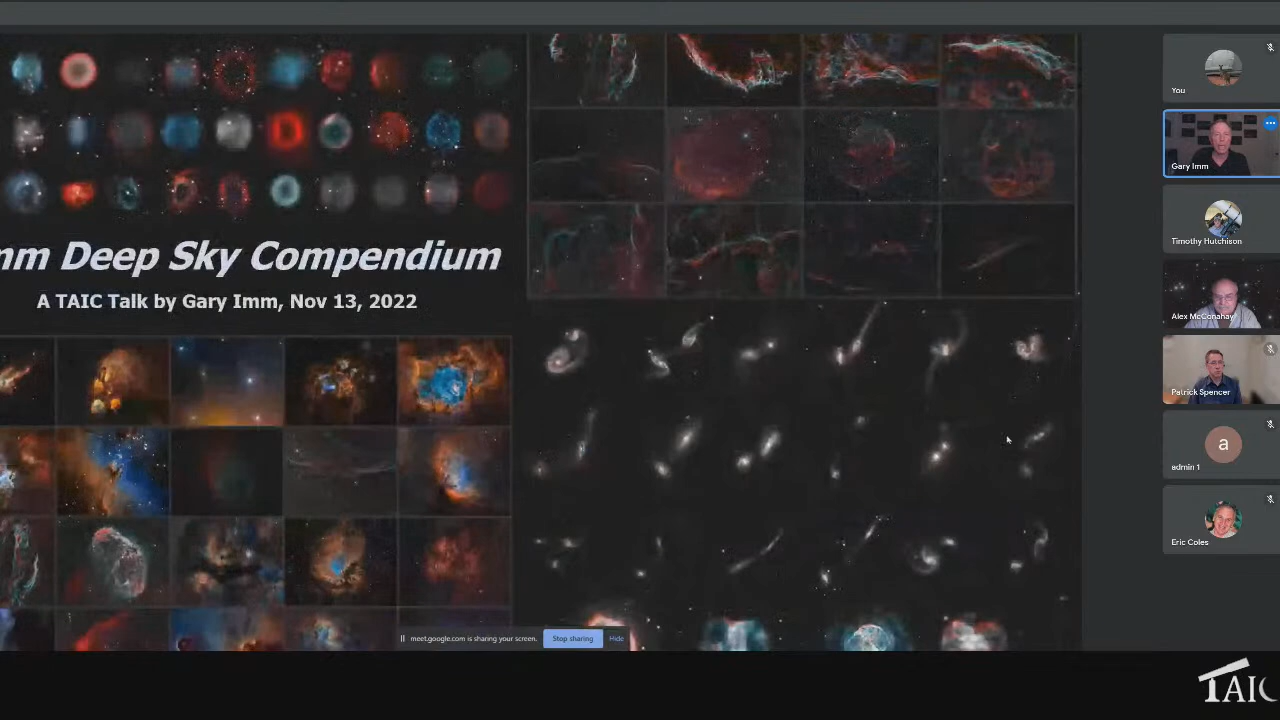 mm Deep Sky Compendium
A TAIC Talk by Gary Imm, Nov 13, 2022
You
Gary Imm
Timothy Hutchison
Alex McConahay
Patrick Spencer
a
admin 1
Eric Coles
meet.google.com is sharing your screen.
Stop sharing
Hide
TAIC